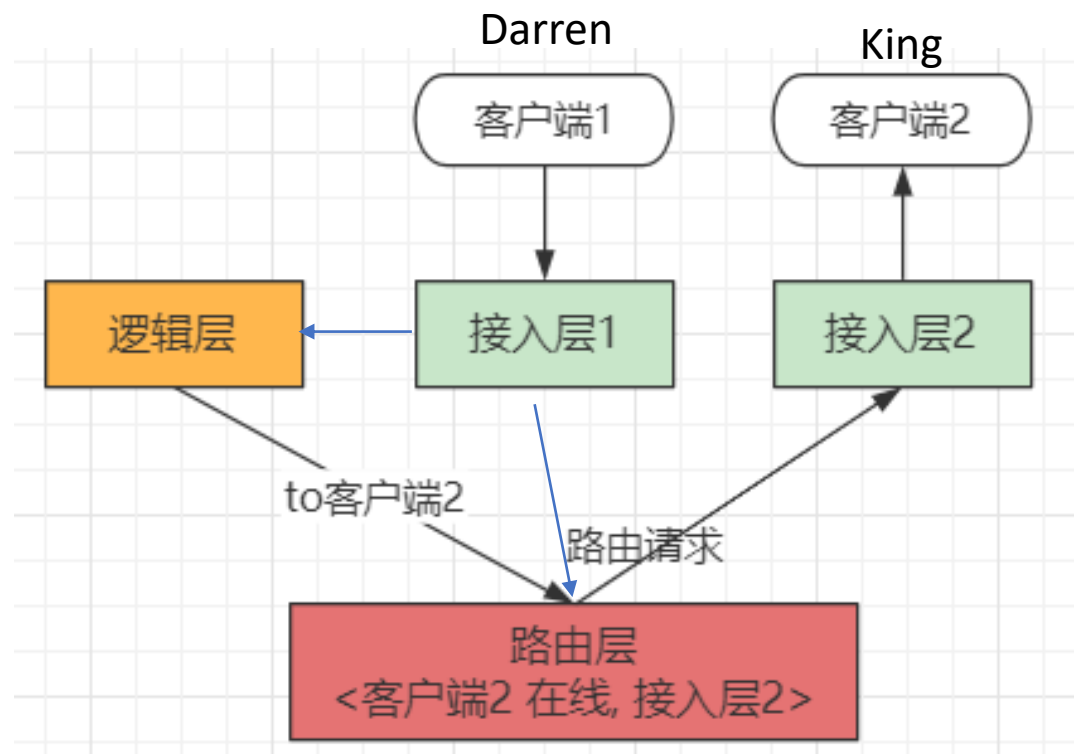 Darren
King
客户端1
客户端2
逻辑层
接入层1
接入层2
to客户端2
路由请求
路由层
<客户端2 在线, 接入层2>